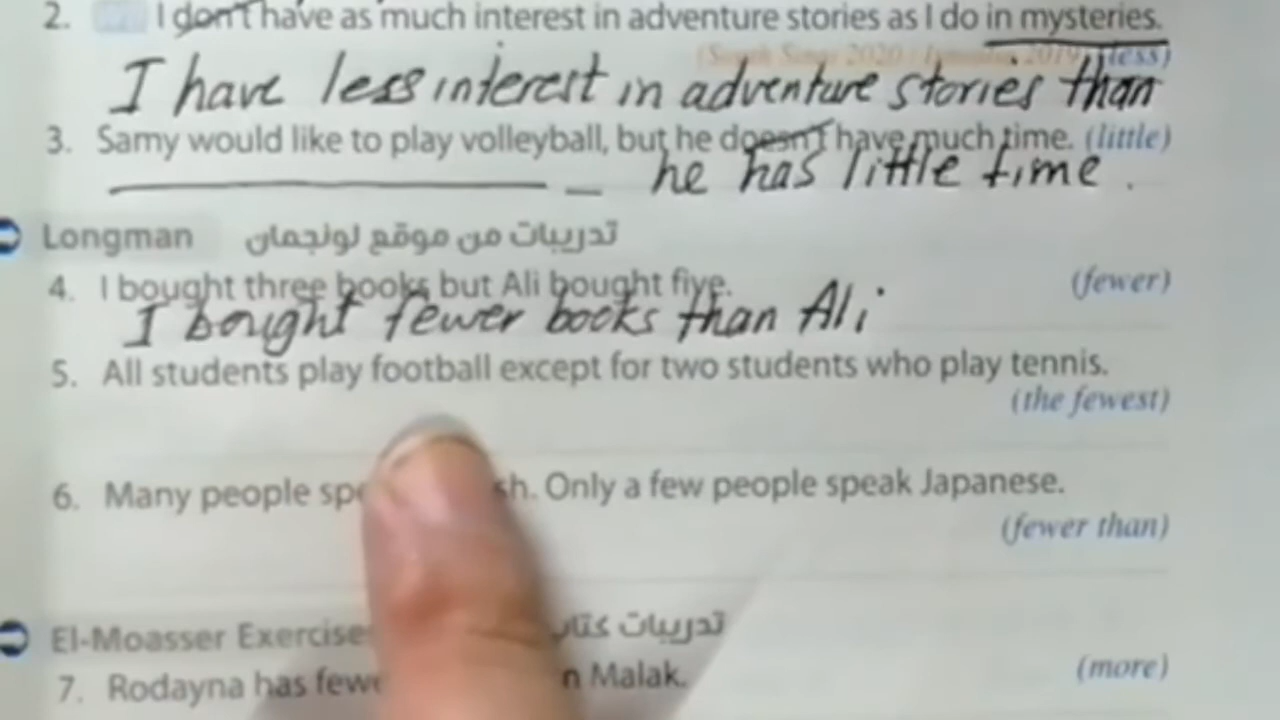 2. I don't have as much interest in adventure stories as I do in mysteries.
(less)
I have less interest in adventure stories than
3. Samy would like to play volleyball, but he doesn't have much time. (little)
he has little time.
Longman تدريبات من موقع لونجمان
4. I bought three books but Ali bought five. (fewer)
I bought fewer books than Ali
5. All students play football except for two students who play tennis.
(the fewest)
6. Many people sh. Only a few people speak Japanese.
(fewer than)
El-Moasser Exercise تدريبات
7. Rodayna has Malak. (more)